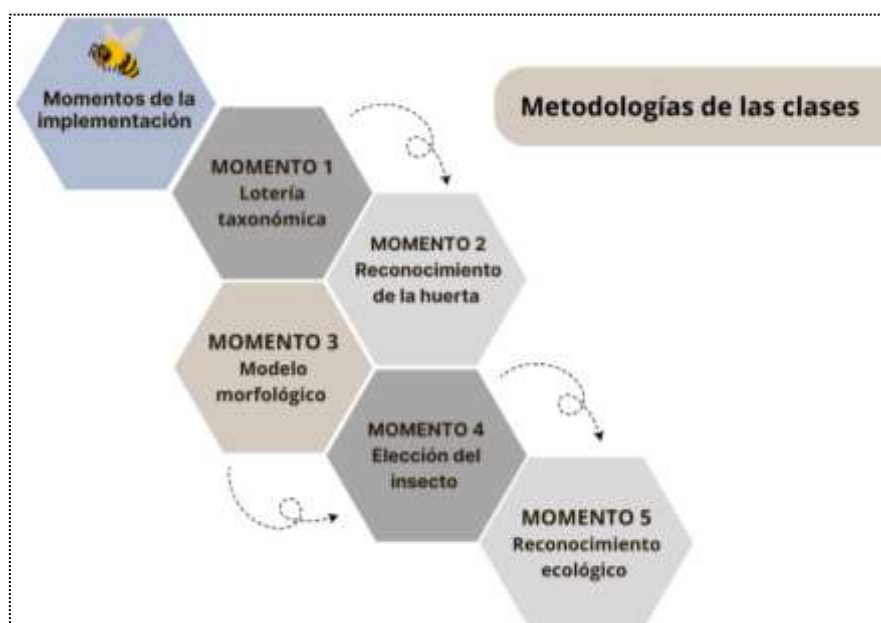 Momentos de la
implementación
Metodologías de las clases
MOMENTO 1
Lotería
taxonómica
MOMENTO 2
Reconocimiento
de la huerta
MOMENTO 3
Modelo
morfológico
MOMENTO 4
Elección del
insecto
MOMENTO 5
Reconocimiento
ecológico